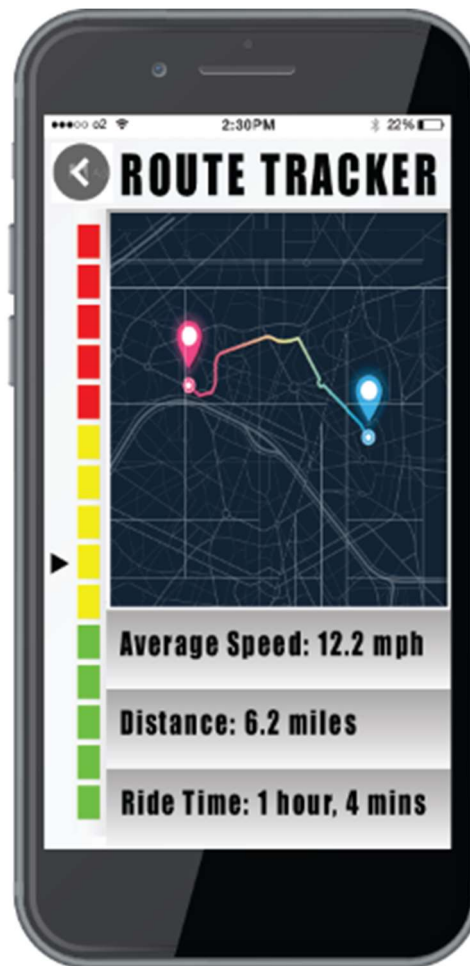 o2 2:30PM 22%
ROUTE TRACKER
Average Speed: 12.2 mph
Distance: 6.2 miles
Ride Time: 1 hour, 4 mins